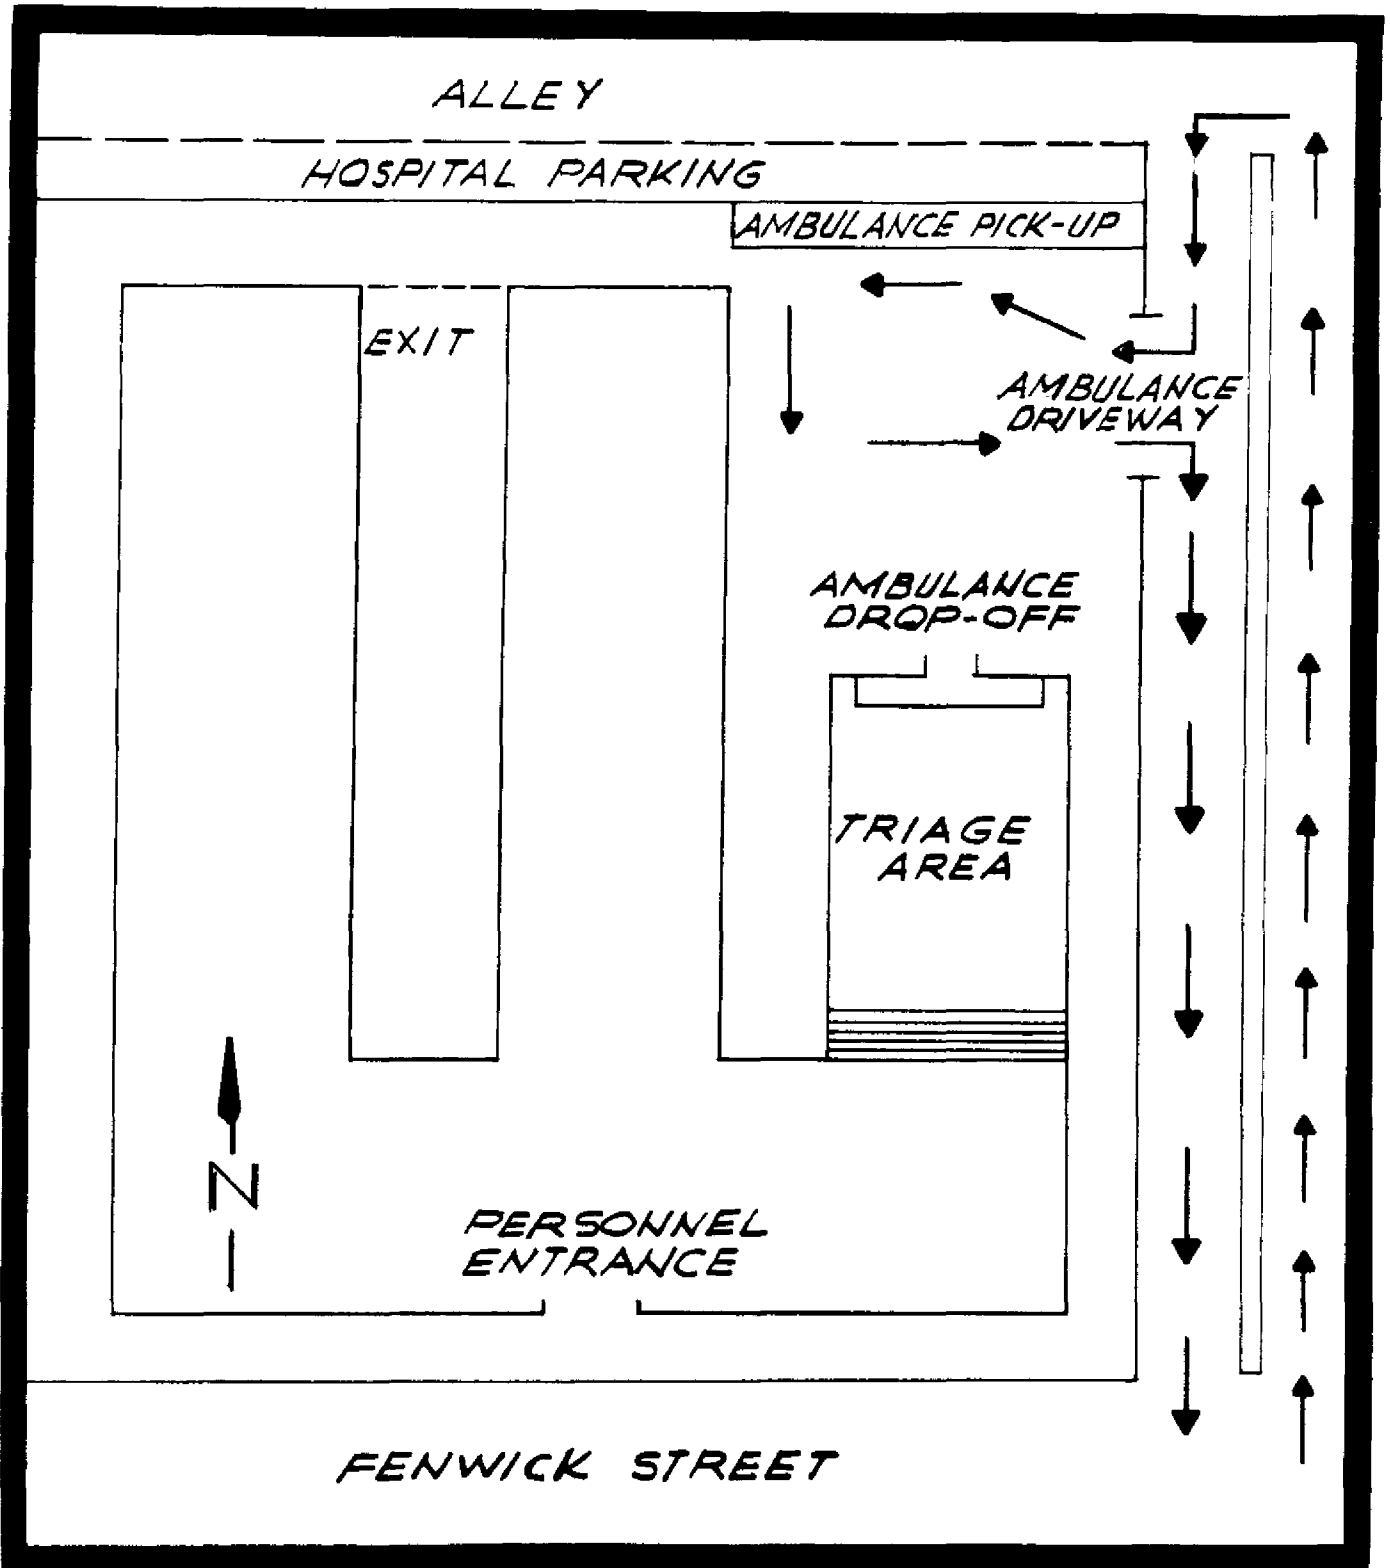 ALLEY
HOSPITAL PARKING
AMBULANCE PICK-UP
EXIT
AMBULANCE
DRIVEWAY
AMBULANCE
DROP-OFF
TRIAGE
AREA
N
PERSONNEL
ENTRANCE
FENWICK STREET